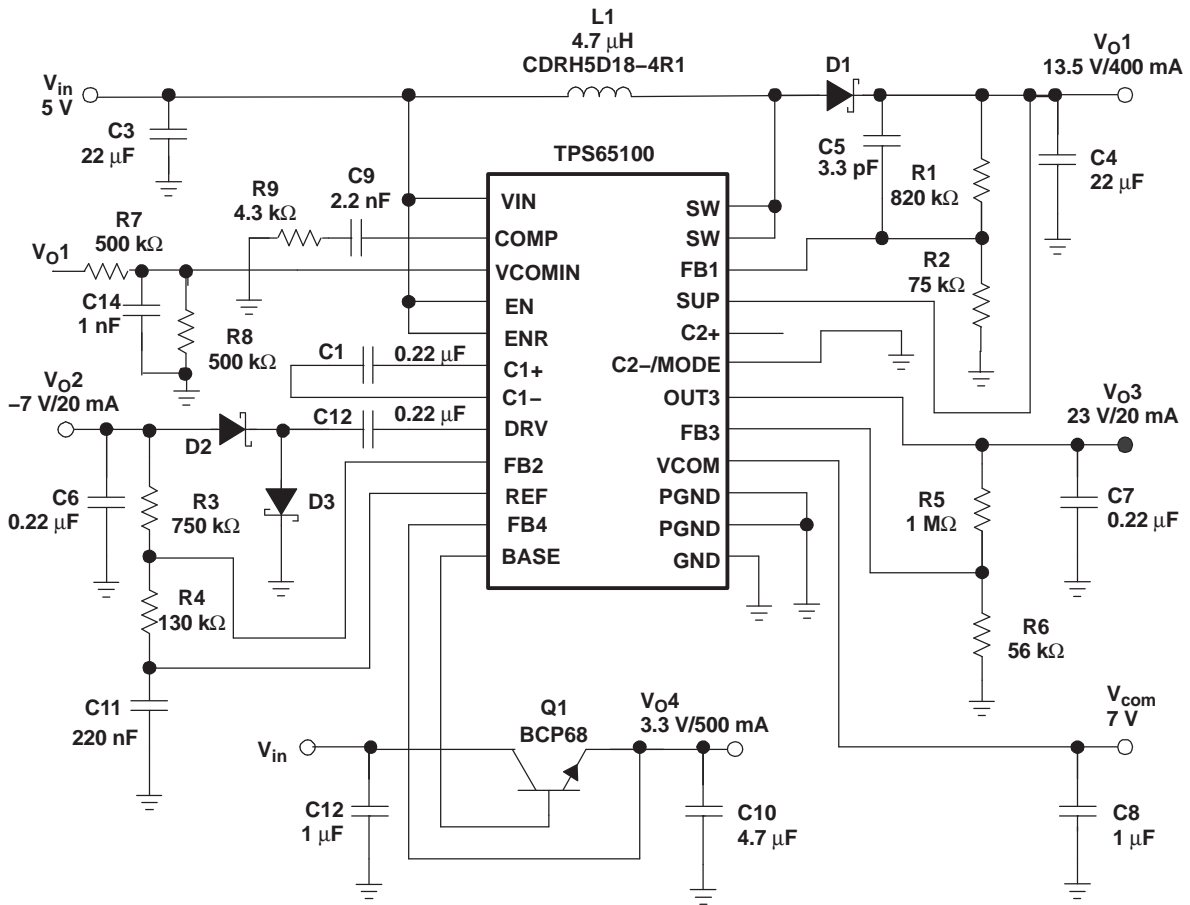 L1
4.7 μH
CDRH5D18–4R1
D1
VO1
13.5 V/400 mA
Vin
5 V
C3
22 μF
C5
3.3 pF
R1
820 kΩ
C4
22 μF
TPS65100
R9
4.3 kΩ
C9
2.2 nF
R7
500 kΩ
VO1
C14
1 nF
R8
500 kΩ
R2
75 kΩ
VIN
COMP
VCOMIN
EN
ENR
C1+
C1–
DRV
FB2
REF
FB4
BASE
SW
SW
FB1
SUP
C2+
C2–/MODE
OUT3
FB3
VCOM
PGND
PGND
GND
C1
0.22 μF
C12
0.22 μF
VO2
–7 V/20 mA
D2
D3
C6
0.22 μF
R3
750 kΩ
R4
130 kΩ
C11
220 nF
VO3
23 V/20 mA
R5
1 MΩ
C7
0.22 μF
R6
56 kΩ
Q1
BCP68
VO4
3.3 V/500 mA
Vin
C12
1 μF
C10
4.7 μF
Vcom
7 V
C8
1 μF